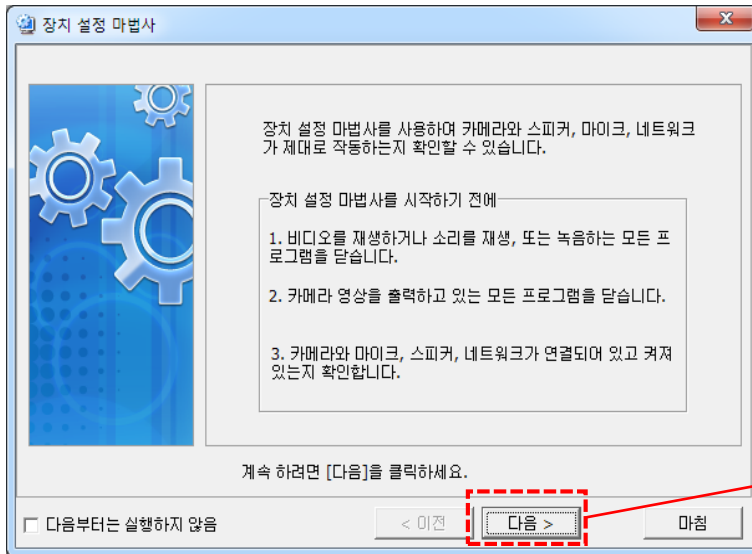 장치 설정 마법사
장치 설정 마법사를 사용하여 카메라와 스피커, 마이크, 네트워크
가 제대로 작동하는지 확인할 수 있습니다.
장치 설정 마법사를 시작하기 전에
1. 비디오를 재생하거나 소리를 재생, 또는 녹음하는 모든 프
로그램을 닫습니다.
2. 카메라 영상을 출력하고 있는 모든 프로그램을 닫습니다.
3. 카메라와 마이크, 스피커, 네트워크가 연결되어 있고 켜져
있는지 확인합니다.
계속 하려면 [다음]을 클릭하세요.
다음부터는 실행하지 않음
< 이전
다음 >
마침